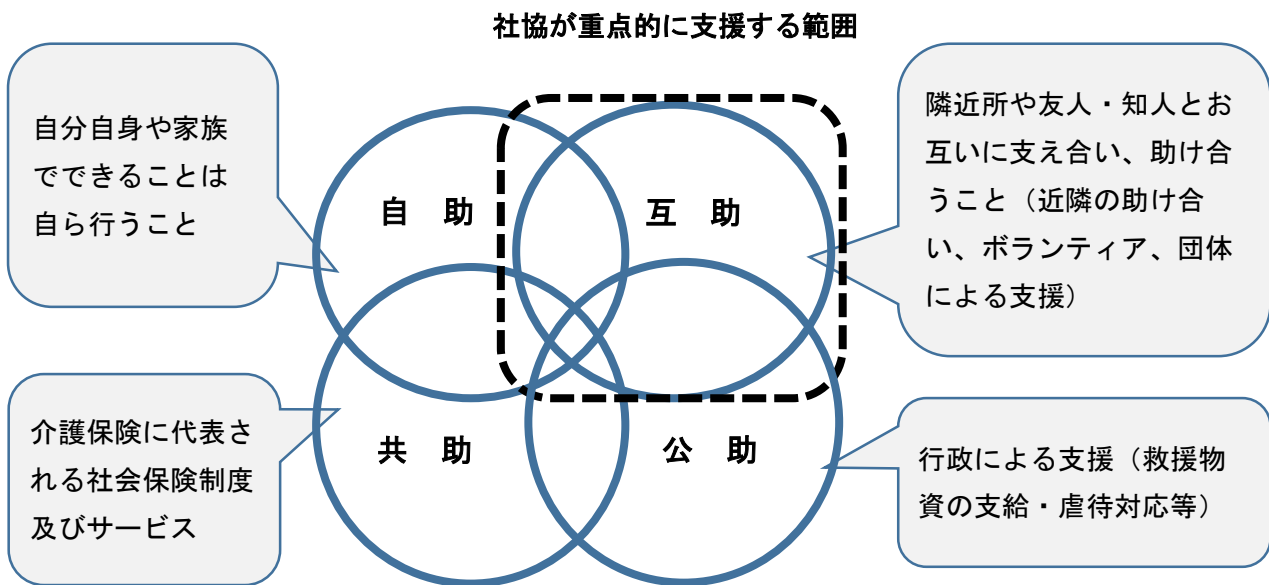 社協が重点的に支援する範囲
自分自身や家族
でできることは
自ら行うこと
自 助
互 助
隣近所や友人・知人とお
互いに支え合い、助け合
うこと（近隣の助け合
い、ボランティア、団体
による支援）
介護保険に代表さ
れる社会保険制度
及びサービス
共 助
公 助
行政による支援（救援物
資の支給・虐待対応等）